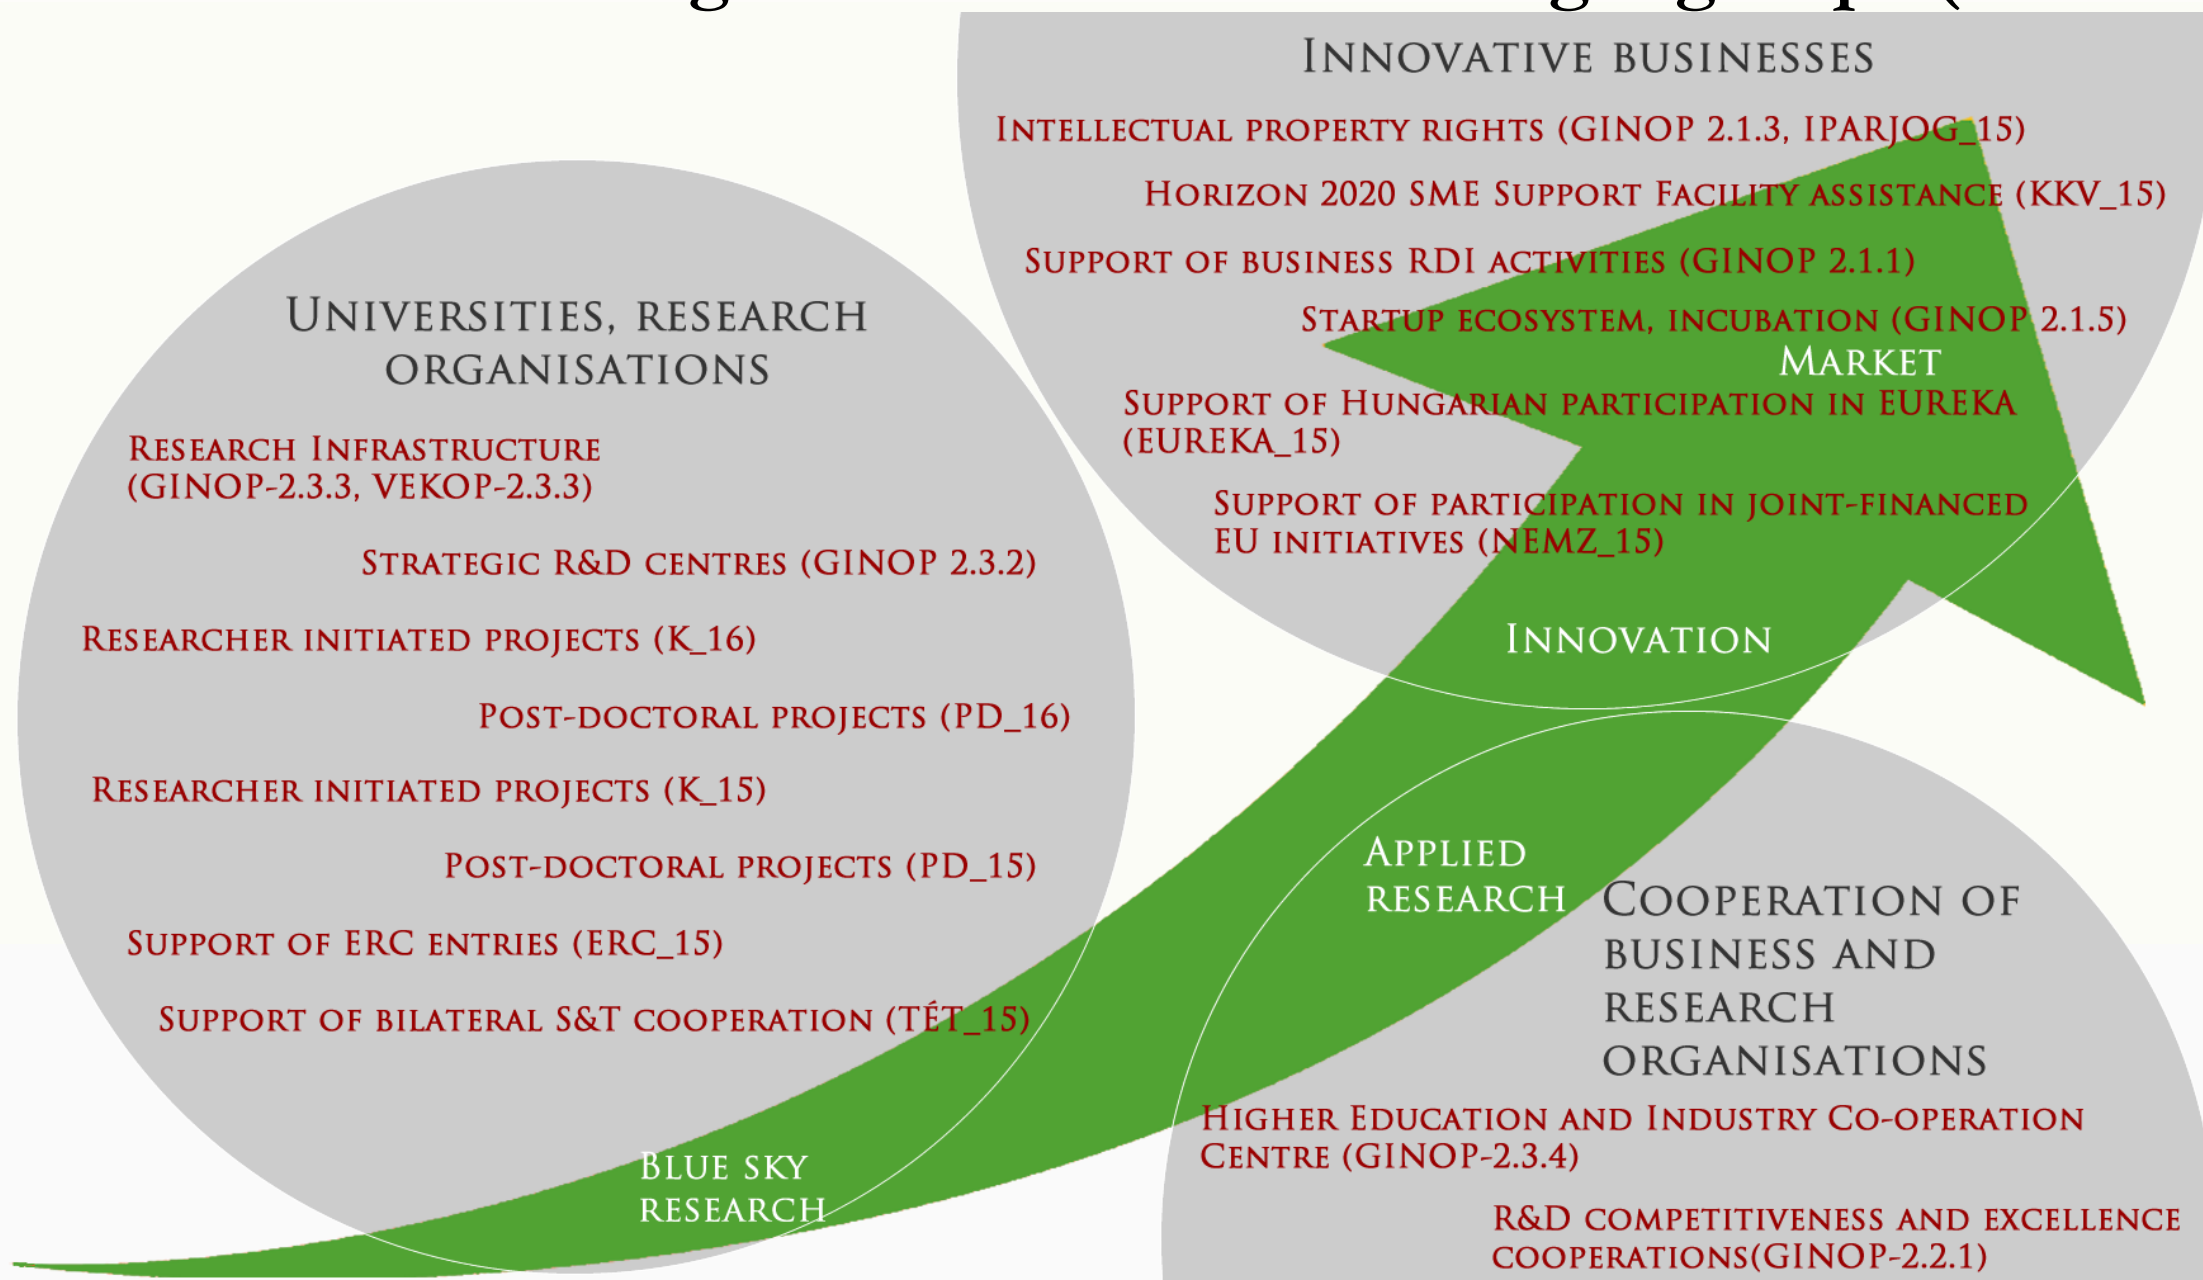 INNOVATIVE BUSINESSES
INTELLECTUAL PROPERTY RIGHTS (GINOP 2.1.3, IPARJOG_15)
HORIZON 2020 SME SUPPORT FACILITY ASSISTANCE (KKV_15)
SUPPORT OF BUSINESS RDI ACTIVITIES (GINOP 2.1.1)
STARTUP ECOSYSTEM, INCUBATION (GINOP 2.1.5)
MARKET
SUPPORT OF HUNGARIAN PARTICIPATION IN EUREKA
(EUREKA_15)
SUPPORT OF PARTICIPATION IN JOINT-FINANCED
EU INITIATIVES (NEMZ_15)
INNOVATION
UNIVERSITIES, RESEARCH
ORGANISATIONS
RESEARCH INFRASTRUCTURE
(GINOP-2.3.3, VEKOP-2.3.3)
STRATEGIC R&D CENTRES (GINOP 2.3.2)
RESEARCHER INITIATED PROJECTS (K_16)
POST-DOCTORAL PROJECTS (PD_16)
RESEARCHER INITIATED PROJECTS (K_15)
POST-DOCTORAL PROJECTS (PD_15)
SUPPORT OF ERC ENTRIES (ERC_15)
SUPPORT OF BILATERAL S&T COOPERATION (TÉT_15)
BLUE SKY
RESEARCH
APPLIED
RESEARCH
COOPERATION OF
BUSINESS AND
RESEARCH
ORGANISATIONS
HIGHER EDUCATION AND INDUSTRY CO-OPERATION
CENTRE (GINOP-2.3.4)
R&D COMPETITIVENESS AND EXCELLENCE
COOPERATIONS(GINOP-2.2.1)